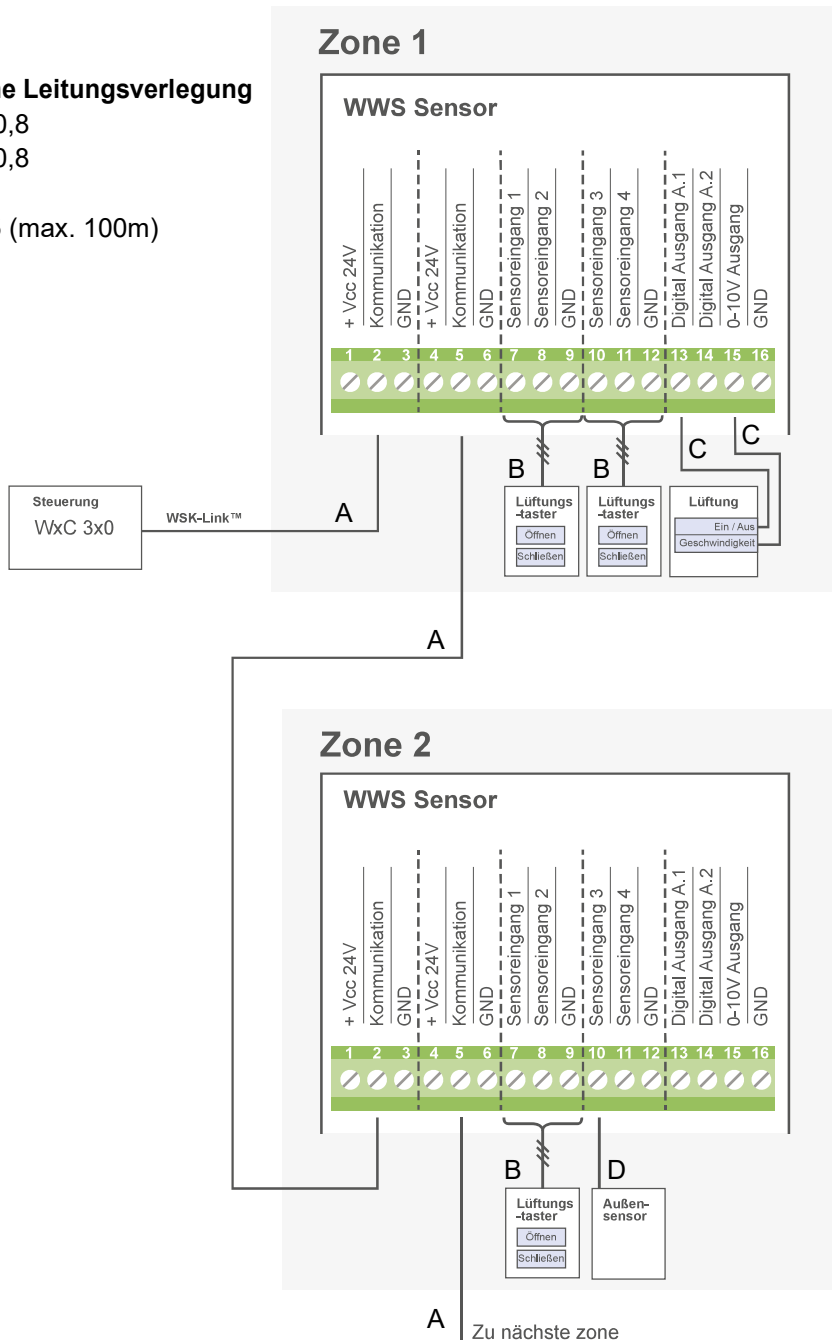 Zone 1
e Leitungsverlegung
0,8
0,8
(max. 100m)
WWS Sensor
+ Vcc 24V
Kommunikation
GND
+ Vcc 24V
Kommunikation
GND
Sensoreingang 1
Sensoreingang 2
GND
Sensoreingang 3
Sensoreingang 4
GND
Digital Ausgang A.1
Digital Ausgang A.2
0-10V Ausgang
GND
1 2 3 4 5 6 7 8 9 10 11 12 13 14 15 16
B B C C
Steuerung
WxC 3x0
WSK-Link™
A
Lüftungs
-taster
Öffnen
Schließen
Lüftungs
-taster
Öffnen
Schließen
Lüftung
Ein / Aus
Geschwindigkeit
A
Zone 2
WWS Sensor
+ Vcc 24V
Kommunikation
GND
+ Vcc 24V
Kommunikation
GND
Sensoreingang 1
Sensoreingang 2
GND
Sensoreingang 3
Sensoreingang 4
GND
Digital Ausgang A.1
Digital Ausgang A.2
0-10V Ausgang
GND
1 2 3 4 5 6 7 8 9 10 11 12 13 14 15 16
B D
Lüftungs
-taster
Öffnen
Schließen
Außen-
sensor
A
Zu nächste zone